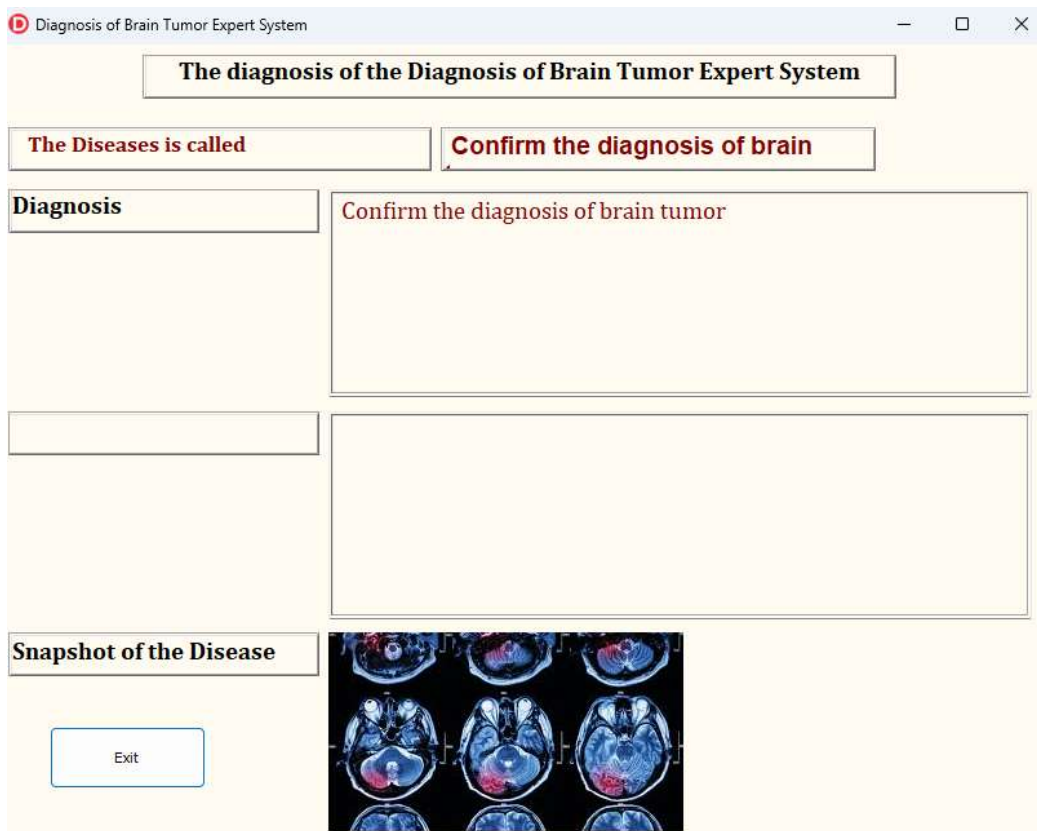 Diagnosis of Brain Tumor Expert System
The diagnosis of the Diagnosis of Brain Tumor Expert System
The Diseases is called
Confirm the diagnosis of brain
Diagnosis
Confirm the diagnosis of brain tumor
Snapshot of the Disease
Exit